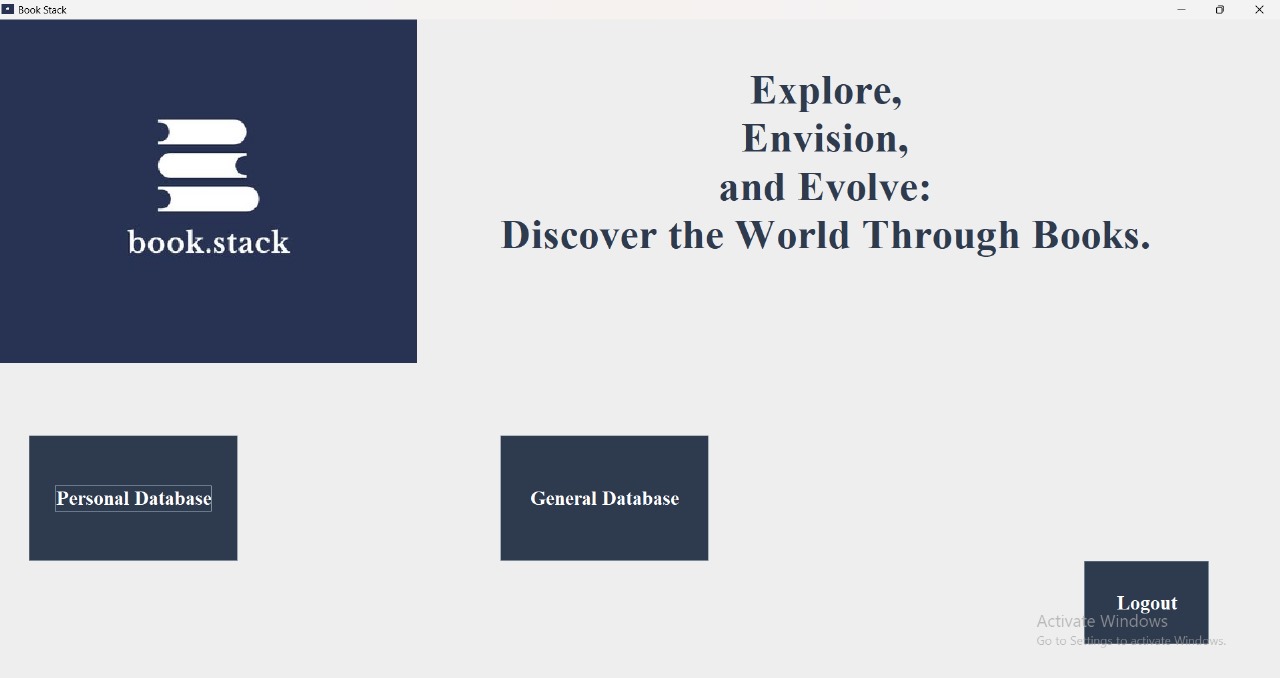 Book Stack
book.stack
Explore,
Envision,
and Evolve:
Discover the World Through Books.
Personal Database
General Database
Logout
Activate Windows
Go to Settings to activate Windows.